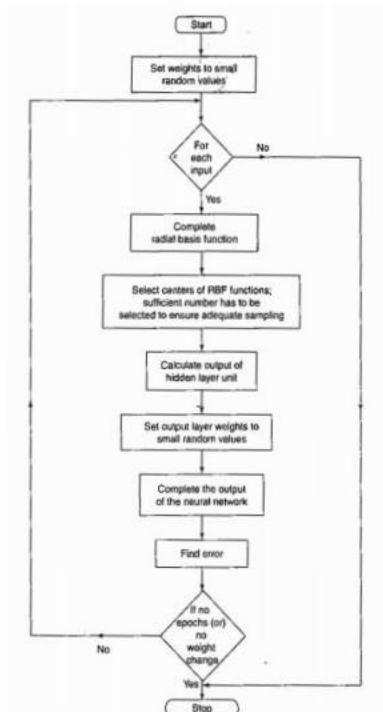 Start
Set weights to small
random values
For
each
input
No
Yes
Complete
radial basis function
Select centers of RBF functions;
sufficient number has to be
selected to ensure adequate sampling
Calculate output of
hidden layer unit
Set output layer weights to
small random values
Complete the output
of the neural network
Find error
If no
epochs (or)
no
weight
change
No
Yes
Stop